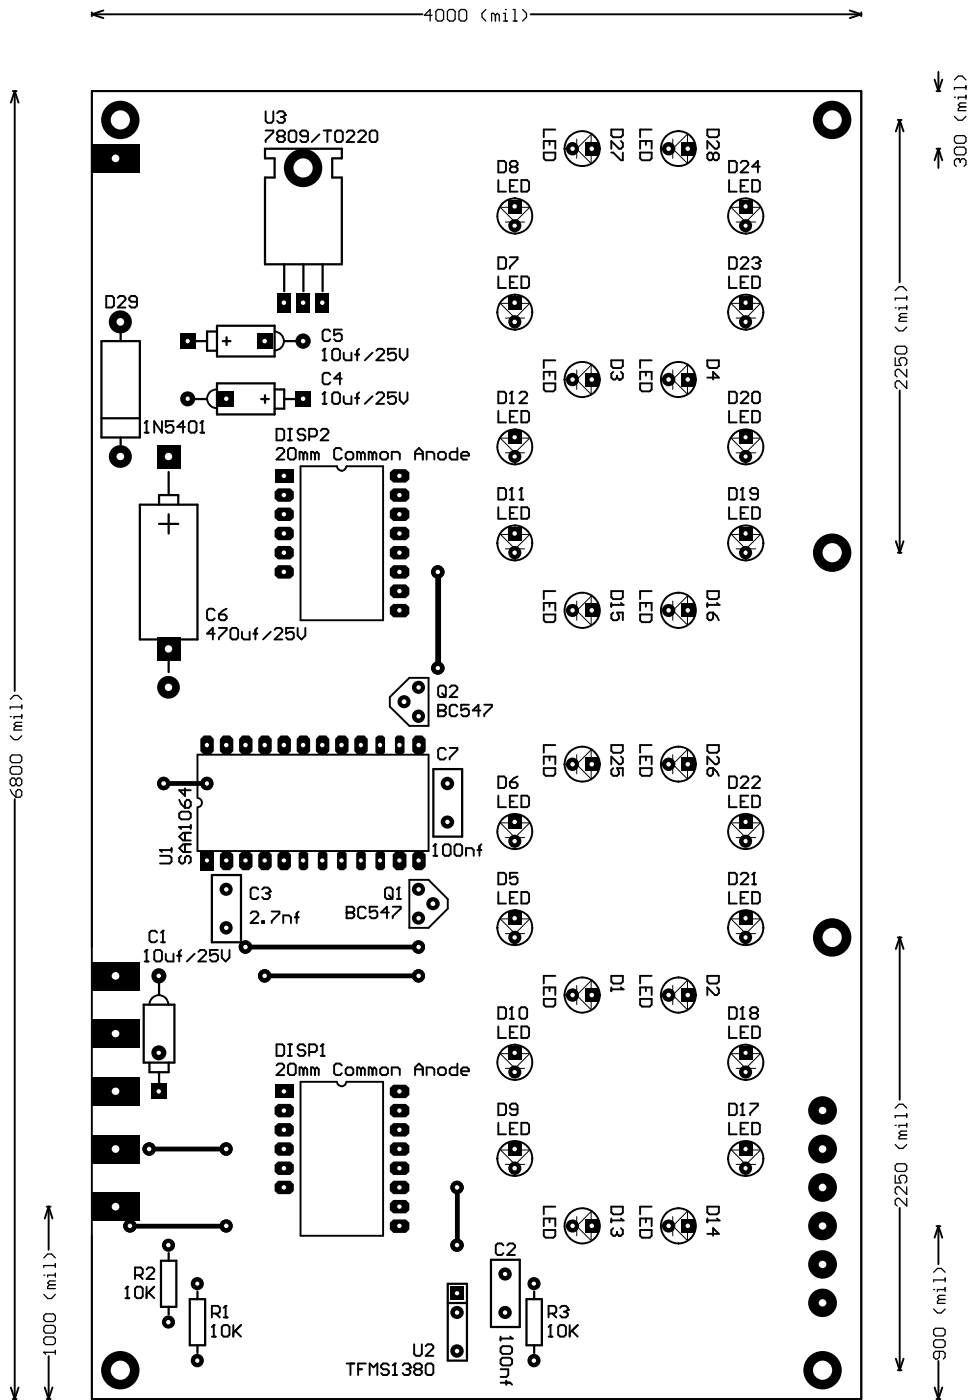 4000 (mil)
300 (mil)
U3
7809/TO220
LED
D27
LED
D28
D8
LED
D24
LED
D7
LED
D23
LED
D29
2250 (mil)
C5
10uf/25V
C4
10uf/25V
LED
D3
LED
D4
D12
LED
D20
LED
1N5401
DISP2
20mm Common Anode
D11
LED
D19
LED
C6
470uf/25V
LED
D15
LED
D16
6800 (mil)
Q2
BC547
C7
LED
D25
LED
D26
D6
LED
D22
LED
U1
SAA1064
100nf
C3
2.7nf
Q1
BC547
D5
LED
D21
LED
C1
10uf/25V
LED
D1
LED
D2
D10
LED
D18
LED
DISP1
20mm Common Anode
D9
LED
D17
LED
2250 (mil)
LED
D13
LED
D14
C2
R2
10K
R1
10K
R3
10K
U2
TFMS1380
100nf
1000 (mil)
900 (mil)